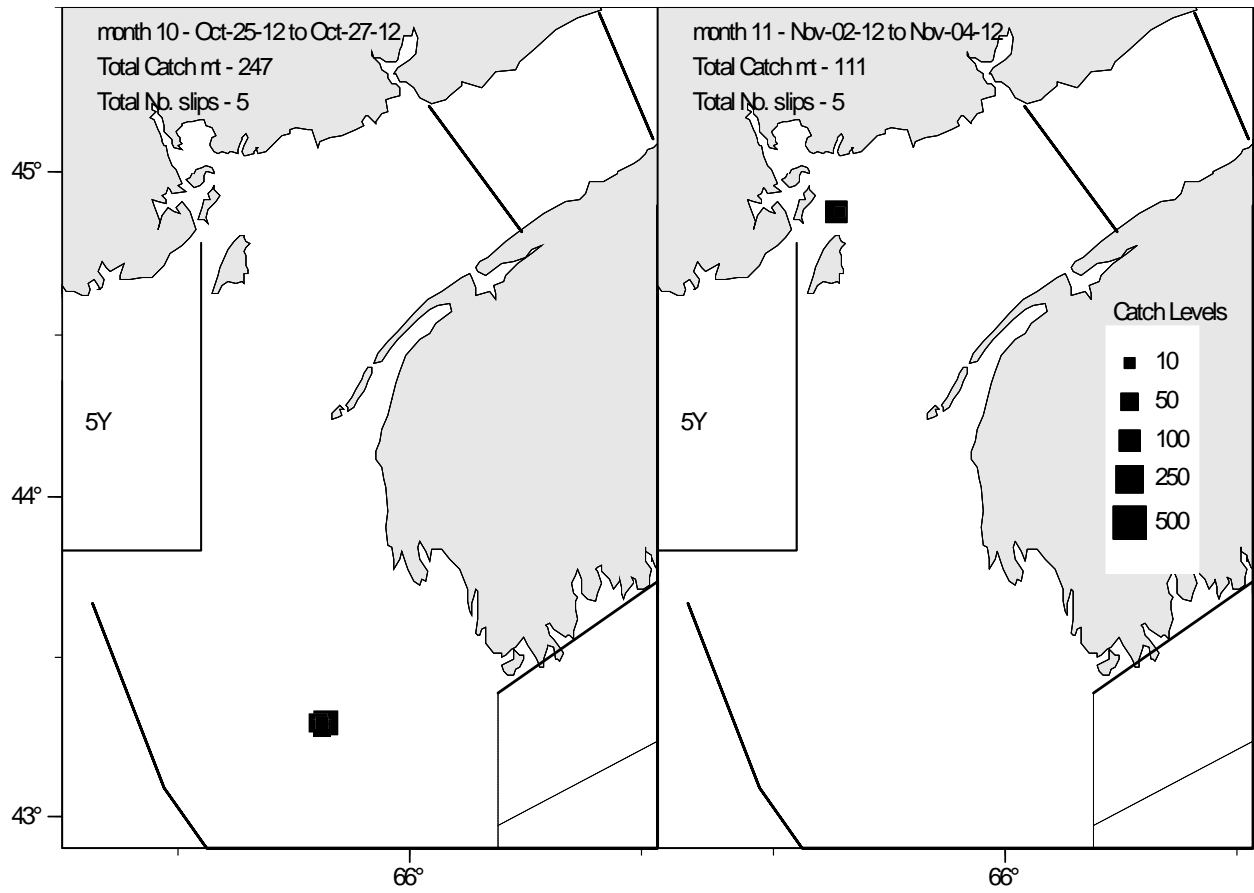 month 10 - Oct-25-12 to Oct-27-12
Total Catch mt - 247
Total No. slips - 5
month 11 - Nov-02-12 to Nov-04-12
Total Catch mt - 111
Total No. slips - 5
45°
Catch Levels
10
50
100
250
500
5Y
5Y
44°
43°
66°
66°